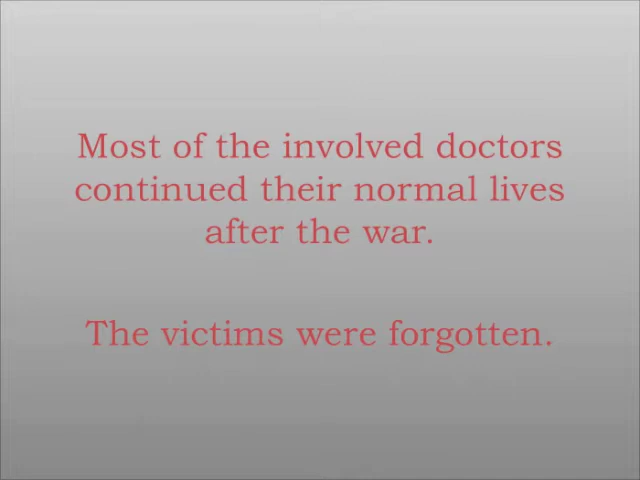 Most of the involved doctors
continued their normal lives
after the war.
The victims were forgotten.